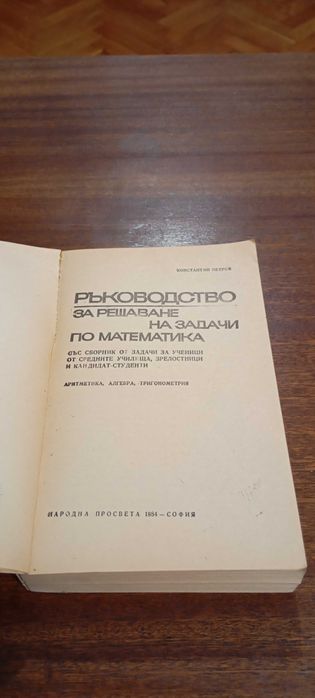 КОНСТАНТИН ПЕТРОВ
РЪКОВОДСТВО
ЗА РЕШАВАНЕ
НА ЗАДАЧИ
ПО МАТЕМАТИКА
СЪС СБОРНИК ОТ ЗАДАЧИ ЗА УЧЕНИЦИ
ОТ СРЕДНИТЕ УЧИЛИЩА, ЗРЕЛОСТНИЦИ
И КАНДИДАТ-СТУДЕНТИ
АРИТМЕТИКА, АЛГЕБРА, ТРИГОНОМЕТРИЯ
НАРОДНА ПРОСВЕТА 1984 — СОФИЯ